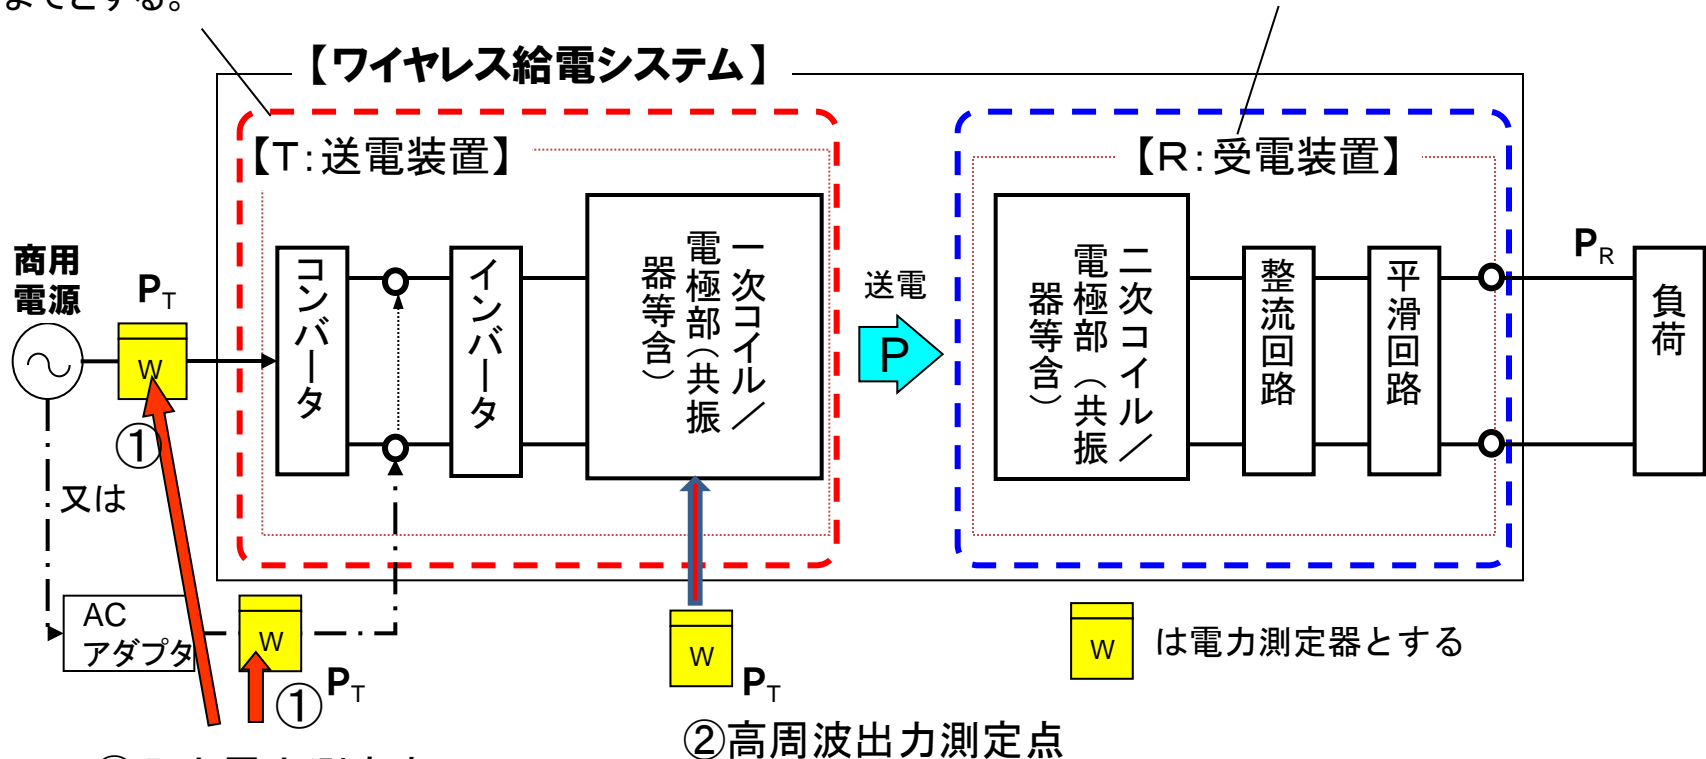 までとする。
【ワイヤレス給電システム】
【T:送電装置】
【R:受電装置】
商用
電源
PT
W
①
又は
コンバータ
インバータ
一次コイル／
電極部（共振
器等含）
送電
P
二次コイル／
電極部（共振
器等含）
整流回路
平滑回路
PR
負荷
AC
アダプタ
W
①
PT
W
PT
W
は電力測定器とする
②高周波出力測定点